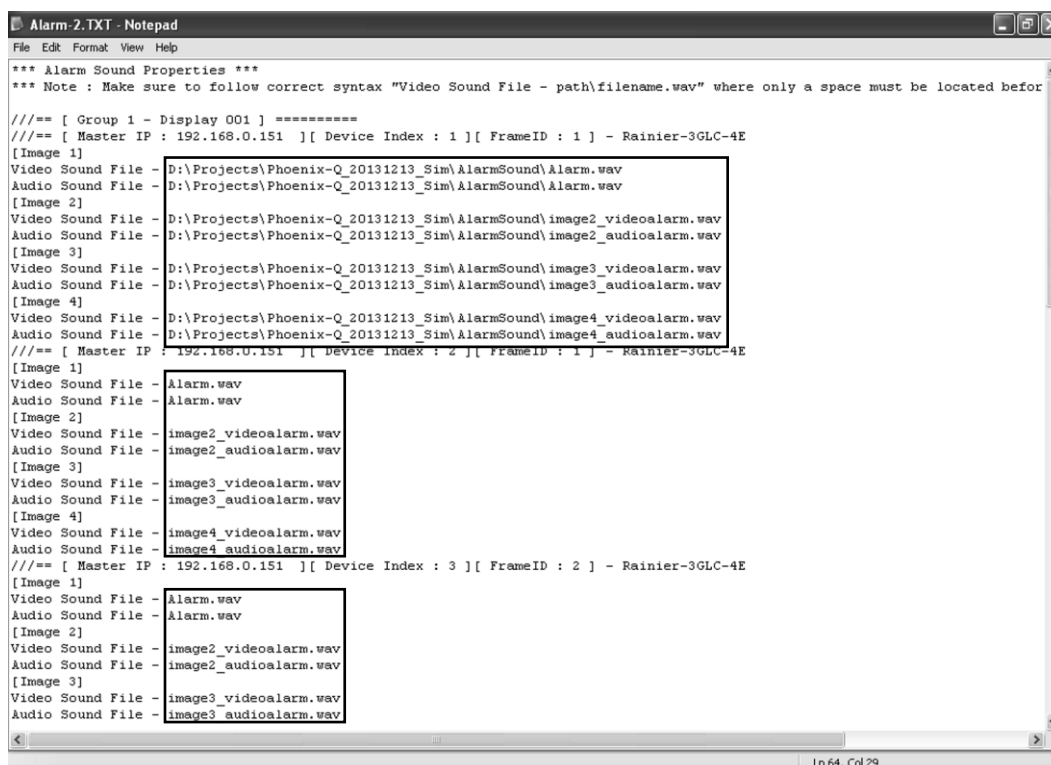 Alarm-2.TXT - Notepad
File Edit Format View Help
*** Alarm Sound Properties ***
*** Note : Make sure to follow correct syntax "Video Sound File - path\filename.wav" where only a space must be located befor
///== [ Group 1 - Display 001 ] ==========
///== [ Master IP : 192.168.0.151 ][ Device Index : 1 ][ FrameID : 1 ] - Rainier-3GLC-4E
[Image 1]
Video Sound File - D:\Projects\Phoenix-Q_20131213_Sim\AlarmSound\Alarm.wav
Audio Sound File - D:\Projects\Phoenix-Q_20131213_Sim\AlarmSound\Alarm.wav
[Image 2]
Video Sound File - D:\Projects\Phoenix-Q_20131213_Sim\AlarmSound\image2_videoalarm.wav
Audio Sound File - D:\Projects\Phoenix-Q_20131213_Sim\AlarmSound\image2_audioalarm.wav
[Image 3]
Video Sound File - D:\Projects\Phoenix-Q_20131213_Sim\AlarmSound\image3_videoalarm.wav
Audio Sound File - D:\Projects\Phoenix-Q_20131213_Sim\AlarmSound\image3_audioalarm.wav
[Image 4]
Video Sound File - D:\Projects\Phoenix-Q_20131213_Sim\AlarmSound\image4_videoalarm.wav
Audio Sound File - D:\Projects\Phoenix-Q_20131213_Sim\AlarmSound\image4_audioalarm.wav
///== [ Master IP : 192.168.0.151 ][ Device Index : 2 ][ FrameID : 1 ] - Rainier-3GLC-4E
[Image 1]
Video Sound File - Alarm.wav
Audio Sound File - Alarm.wav
[Image 2]
Video Sound File - image2_videoalarm.wav
Audio Sound File - image2_audioalarm.wav
[Image 3]
Video Sound File - image3_videoalarm.wav
Audio Sound File - image3_audioalarm.wav
[Image 4]
Video Sound File - image4_videoalarm.wav
Audio Sound File - image4_audioalarm.wav
///== [ Master IP : 192.168.0.151 ][ Device Index : 3 ][ FrameID : 2 ] - Rainier-3GLC-4E
[Image 1]
Video Sound File - Alarm.wav
Audio Sound File - Alarm.wav
[Image 2]
Video Sound File - image2_videoalarm.wav
Audio Sound File - image2_audioalarm.wav
[Image 3]
Video Sound File - image3_videoalarm.wav
Audio Sound File - image3_audioalarm.wav
Ln 64, Col 29